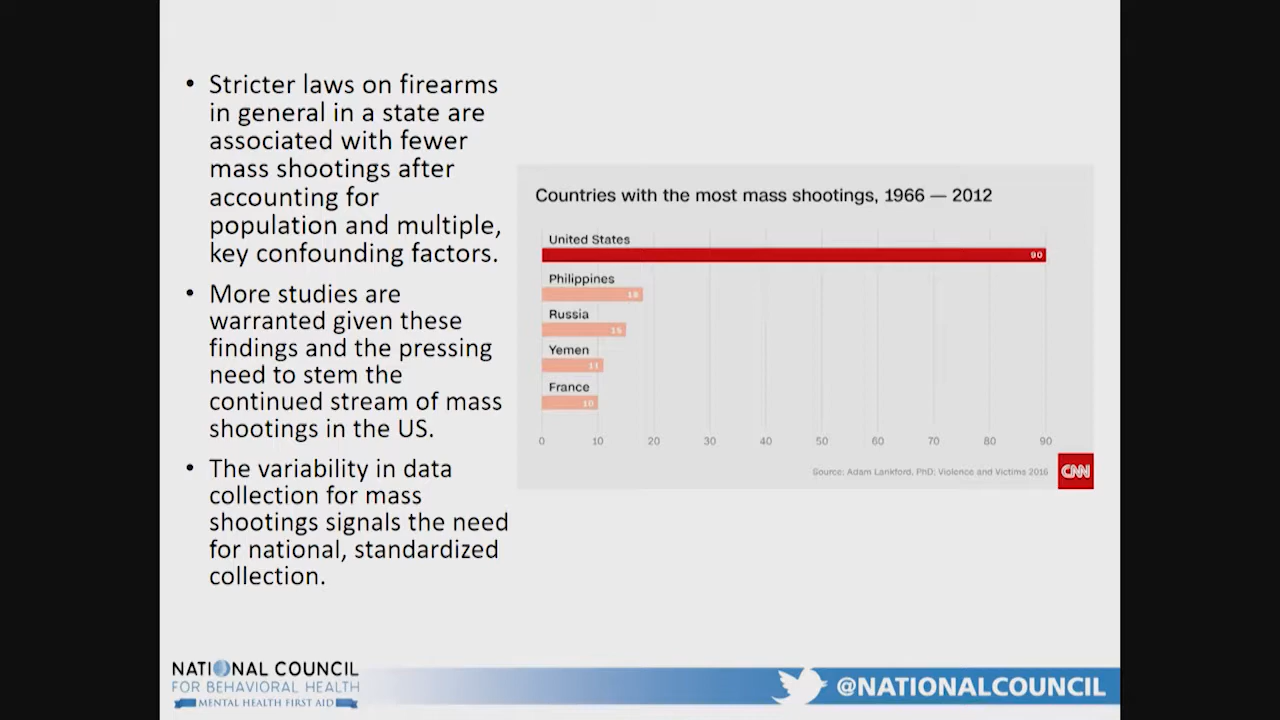 • Stricter laws on firearms
in general in a state are
associated with fewer
mass shootings after
accounting for
population and multiple,
key confounding factors.
• More studies are
warranted given these
findings and the pressing
need to stem the
continued stream of mass
shootings in the US.
• The variability in data
collection for mass
shootings signals the need
for national, standardized
collection.
Countries with the most mass shootings, 1966 — 2012
United States
90
Philippines
18
Russia
15
Yemen
11
France
10
0 10 20 30 40 50 60 70 80 90
Source: Adam Lankford, PhD; Violence and Victims 2016
CNN
NATIONAL COUNCIL
FOR BEHAVIORAL HEALTH
MENTAL HEALTH FIRST AID
@NATIONALCOUNCIL